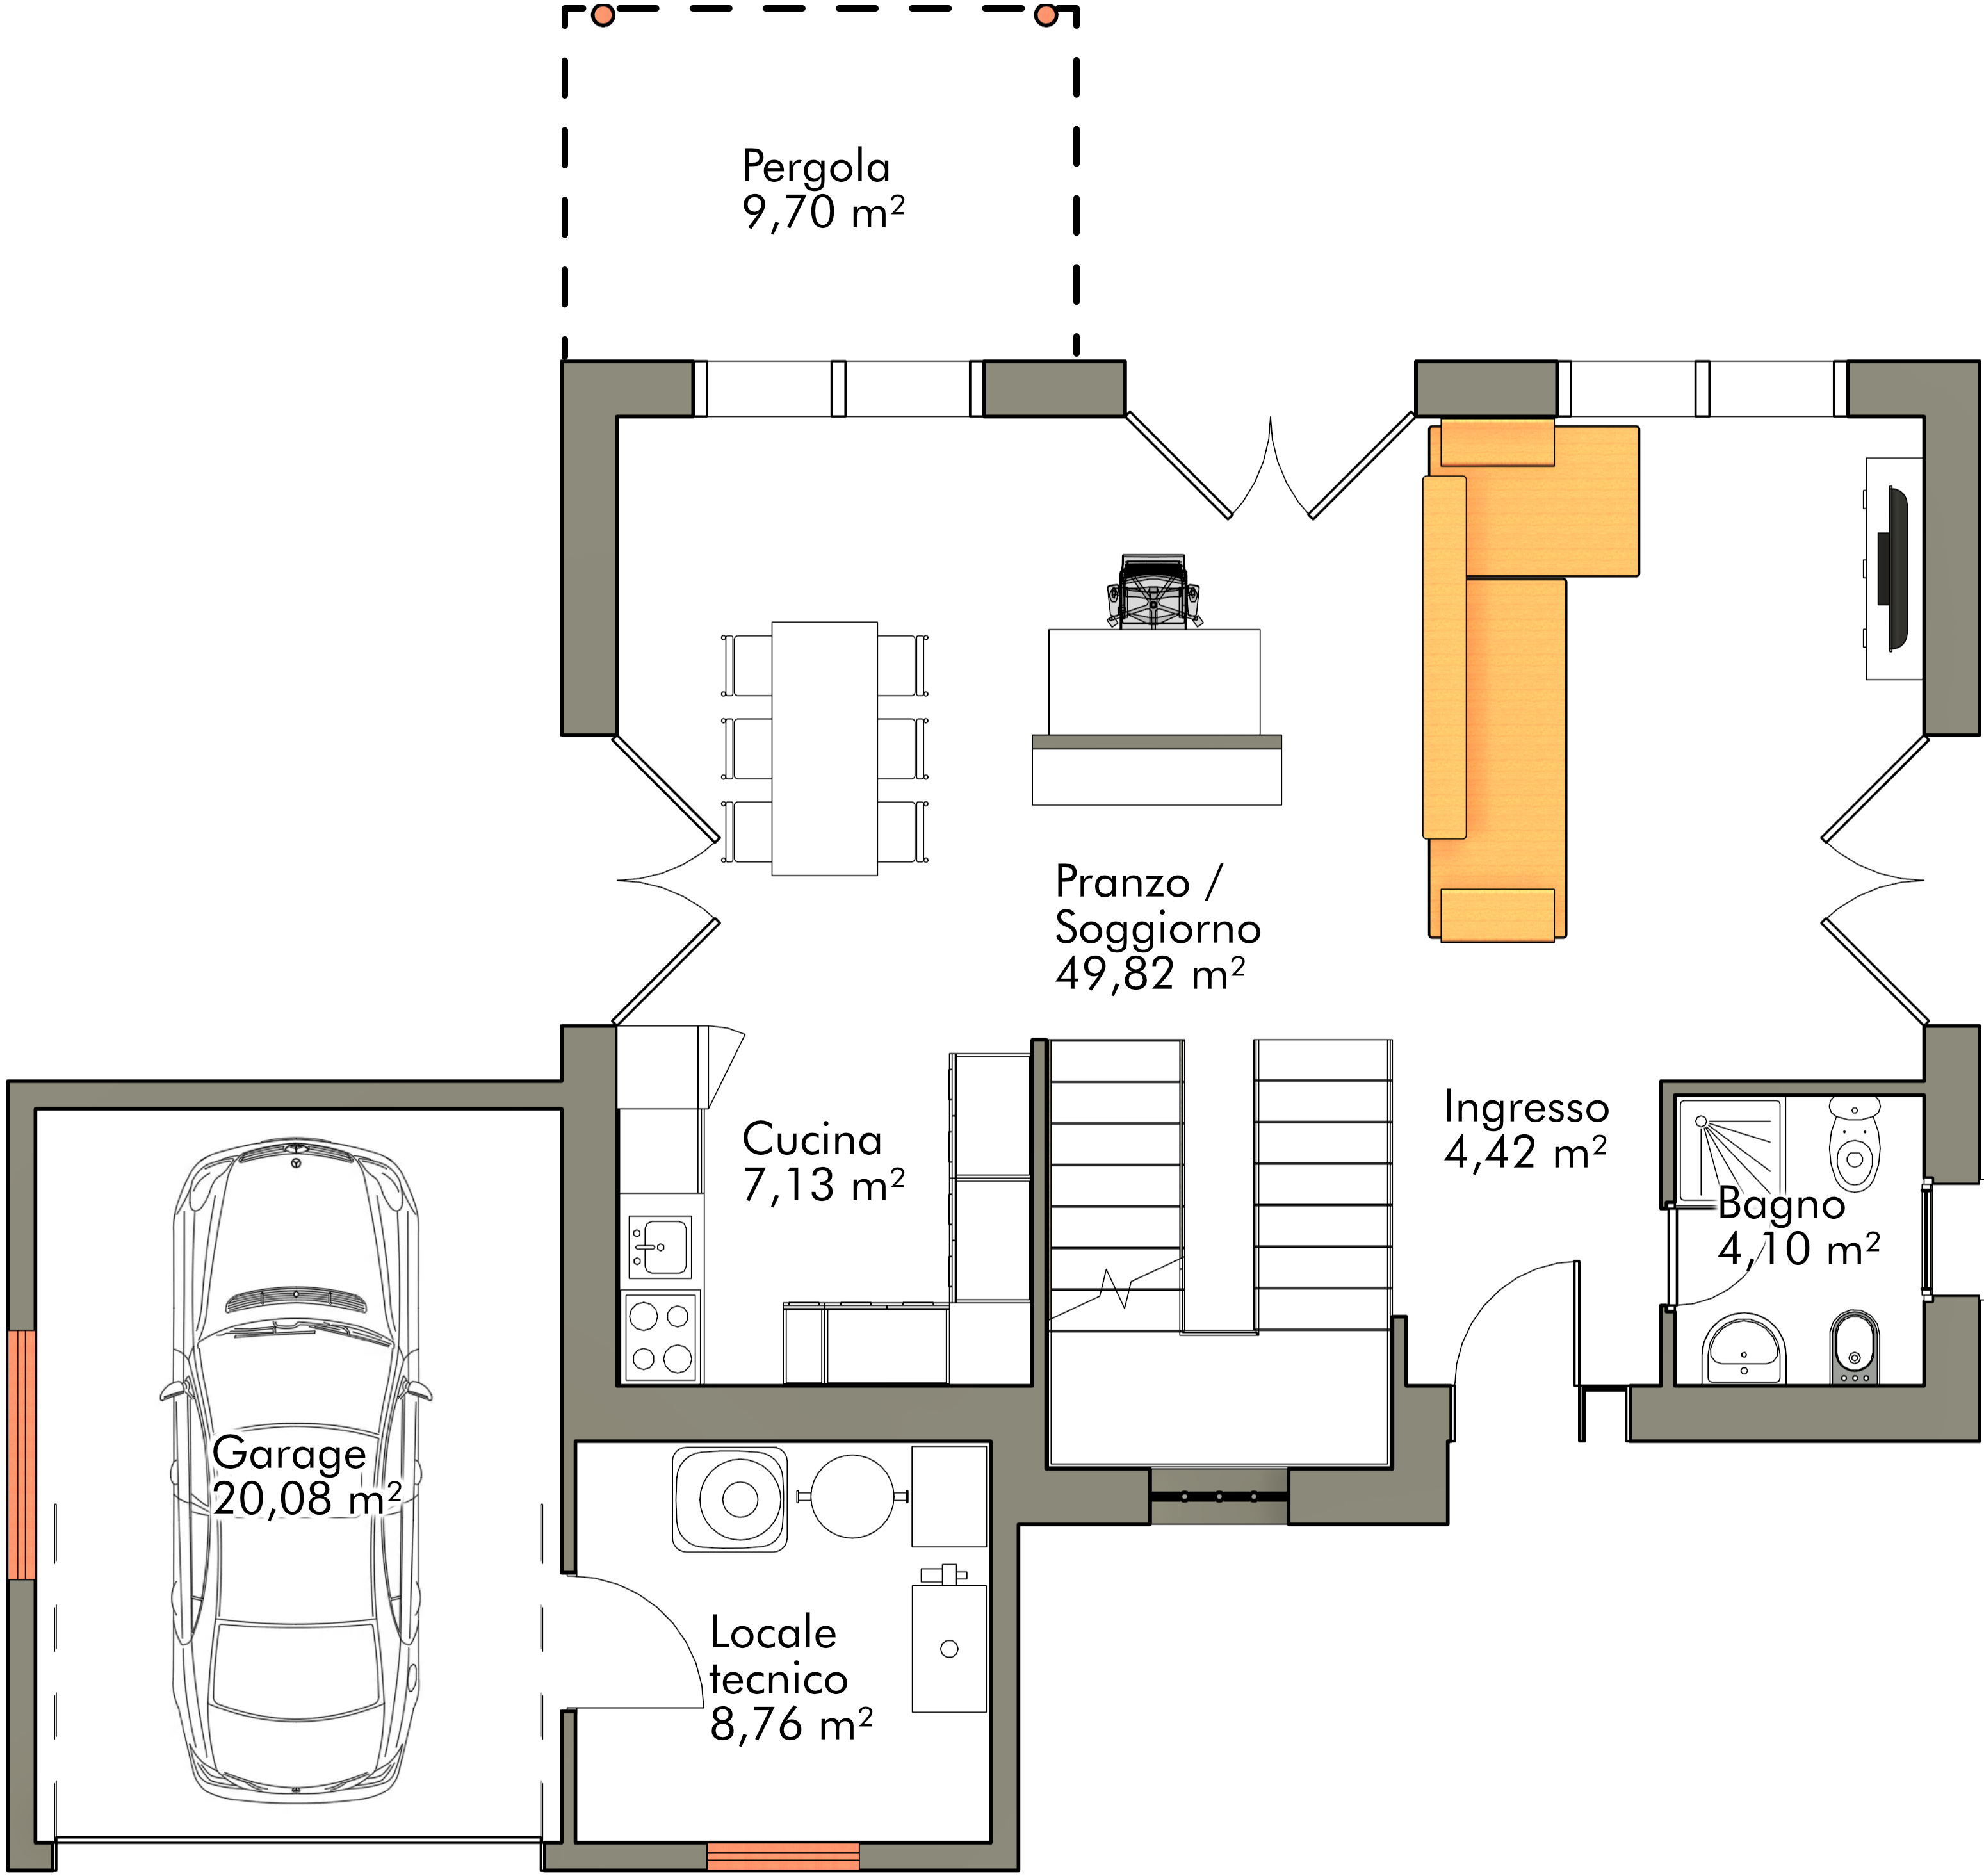 Pergola
9,70 m²
Pranzo /
Soggiorno
49,82 m²
Ingresso
4,42 m²
Cucina
7,13 m²
Bagno
4,10 m²
Garage
20,08 m²
Locale
tecnico
8,76 m²